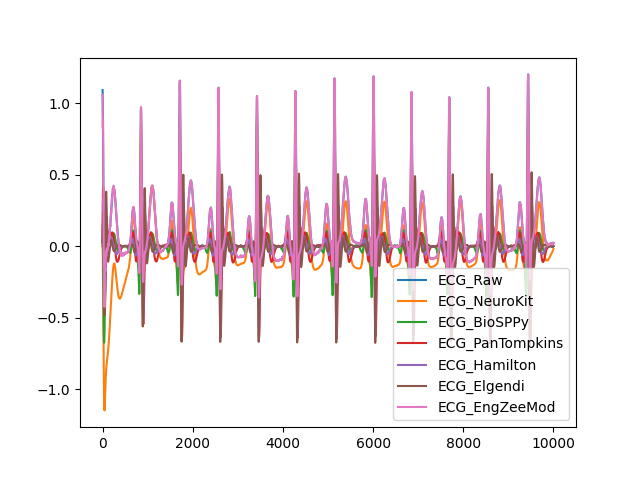 1.0
0.5
0.0
−0.5
−1.0
0
2000
4000
6000
8000
10000
ECG_Raw
ECG_NeuroKit
ECG_BioSPPy
ECG_PanTompkins
ECG_Hamilton
ECG_Elgendi
ECG_EngZeeMod